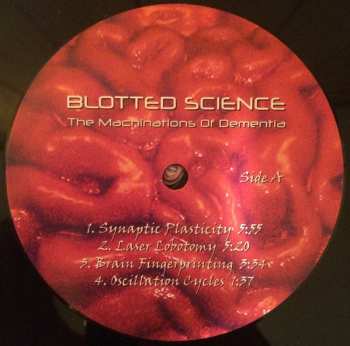 BLOTTED SCIENCE
The Machinations Of Dementia
Side A
1. Synaptic Plasticity 5:55
2. Laser Lobotomy 5:20
3. Brain Fingerprinting 3:34
4. Oscillation Cycles 1:37